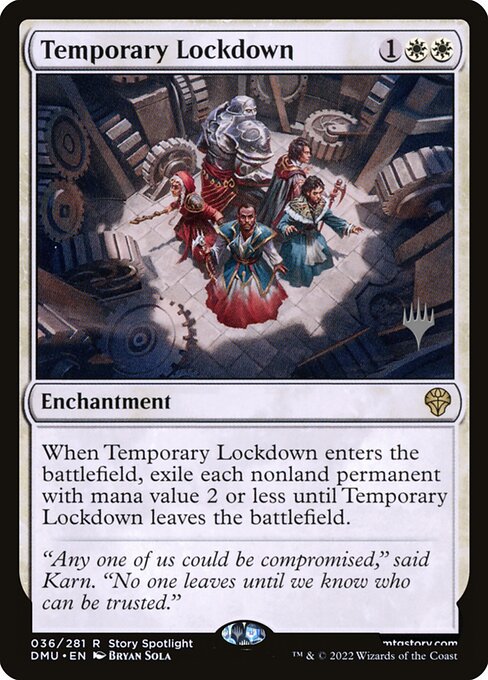 Temporary Lockdown 1
Enchantment
When Temporary Lockdown enters the
battlefield, exile each nonland permanent
with mana value 2 or less until Temporary
Lockdown leaves the battlefield.
“Any one of us could be compromised,” said
Karn. “No one leaves until we know who
can be trusted.”
036/281 R Story Spotlight mtgstory.com
DMU • EN Bryan Sola ™ & © 2022 Wizards of the Coast